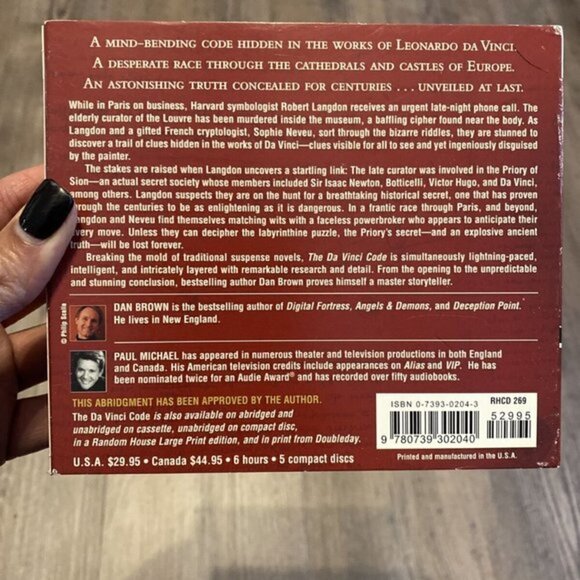 A MIND–BENDING CODE HIDDEN IN THE WORKS OF LEONARDO DA VINCI.
A DESPERATE RACE THROUGH THE CATHEDRALS AND CASTLES OF EUROPE.
AN ASTONISHING TRUTH CONCEALED FOR CENTURIES . . . UNVEILED AT LAST.
While in Paris on business, Harvard symbologist Robert Langdon receives an urgent late-night phone call. The
elderly curator of the Louvre has been murdered inside the museum, a baffling cipher found near the body. As
Langdon and a gifted French cryptologist, Sophie Neveu, sort through the bizarre riddles, they are stunned to
discover a trail of clues hidden in the works of Da Vinci—clues visible for all to see and yet ingeniously disguised
by the painter.
The stakes are raised when Langdon uncovers a startling link: The late curator was involved in the Priory of
Sion—an actual secret society whose members included Sir Isaac Newton, Botticelli, Victor Hugo, and Da Vinci,
among others. Langdon suspects they are on the hunt for a breathtaking historical secret, one that has proven
through the centuries to be as enlightening as it is dangerous. In a frantic race through Paris, and beyond,
Langdon and Neveu find themselves matching wits with a faceless powerbroker who appears to anticipate their
every move. Unless they can decipher the labyrinthine puzzle, the Priory's secret—and an explosive ancient
truth—will be lost forever.
Breaking the mold of traditional suspense novels, The Da Vinci Code is simultaneously lightning-paced,
intelligent, and intricately layered with remarkable research and detail. From the opening to the unpredictable
and stunning conclusion, bestselling author Dan Brown proves himself a master storyteller.
© Philip Scalia
DAN BROWN is the bestselling author of Digital Fortress, Angels & Demons, and Deception Point.
He lives in New England.
PAUL MICHAEL has appeared in numerous theater and television productions in both England
and Canada. His American television credits include appearances on Alias and VIP. He has
been nominated twice for an Audie Award® and has recorded over fifty audiobooks.
THIS ABRIDGMENT HAS BEEN APPROVED BY THE AUTHOR.
The Da Vinci Code is also available on abridged and
unabridged on cassette, unabridged on compact disc,
in a Random House Large Print edition, and in print from Doubleday.
U.S.A. $29.95 • Canada $44.95 • 6 hours • 5 compact discs
ISBN 0-7393-0204-3
RHCD 269
52995
9 780739 302040
Printed and manufactured in the U.S.A.